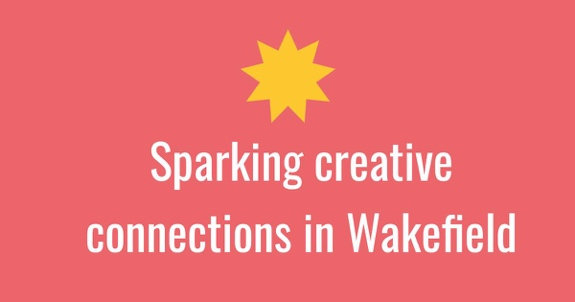 Sparking creative
connections in Wakefield